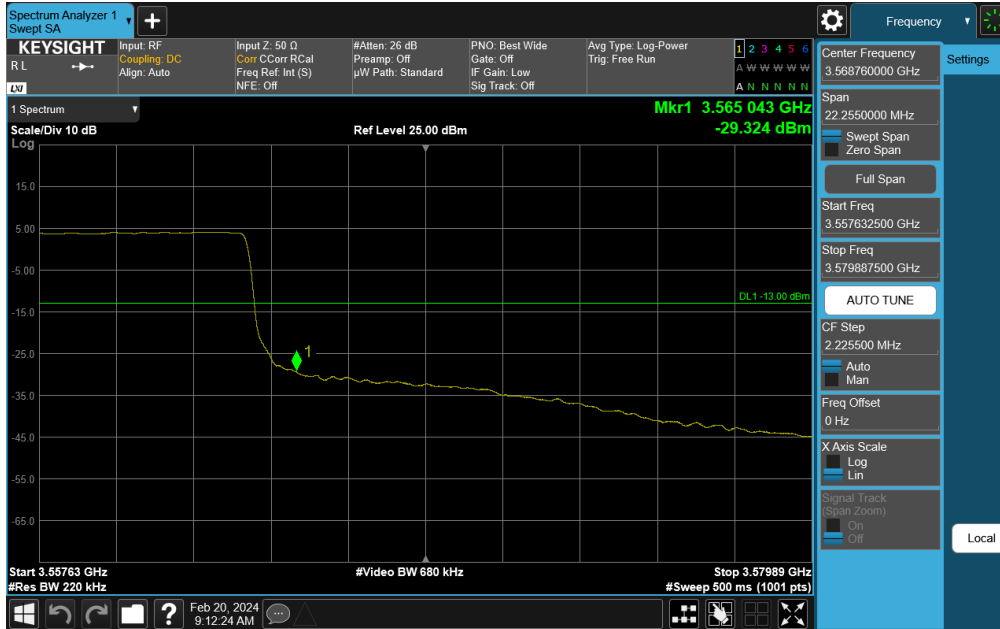 Spectrum Analyzer 1
Swept SA
+
Frequency
KEYSIGHT
R L
LXI
Input: RF
Coupling: DC
Align: Auto
Input Z: 50 Ω
Corr CCorr RCal
Freq Ref: Int (S)
NFE: Off
#Atten: 26 dB
Preamp: Off
µW Path: Standard
PNO: Best Wide
Gate: Off
IF Gain: Low
Sig Track: Off
Avg Type: Log-Power
Trig: Free Run
1 2 3 4 5 6
A W W W W W
A N N N N N
1 Spectrum
Mkr1 3.565 043 GHz
-29.324 dBm
Scale/Div 10 dB
Ref Level 25.00 dBm
Log
15.0
5.00
-5.00
DL1 -13.00 dBm
-15.0
1
-25.0
-35.0
-45.0
-55.0
-65.0
Start 3.55763 GHz
#Video BW 680 kHz
Stop 3.57989 GHz
#Res BW 220 kHz
#Sweep 500 ms (1001 pts)
?
Feb 20, 2024
9:12:24 AM
Center Frequency
3.568760000 GHz
Span
22.2550000 MHz
Swept Span
Zero Span
Full Span
Start Freq
3.557632500 GHz
Stop Freq
3.579887500 GHz
AUTO TUNE
CF Step
2.225500 MHz
Auto
Man
Freq Offset
0 Hz
X Axis Scale
Log
Lin
Signal Track
(Span Zoom)
On
Off
Settings
Local